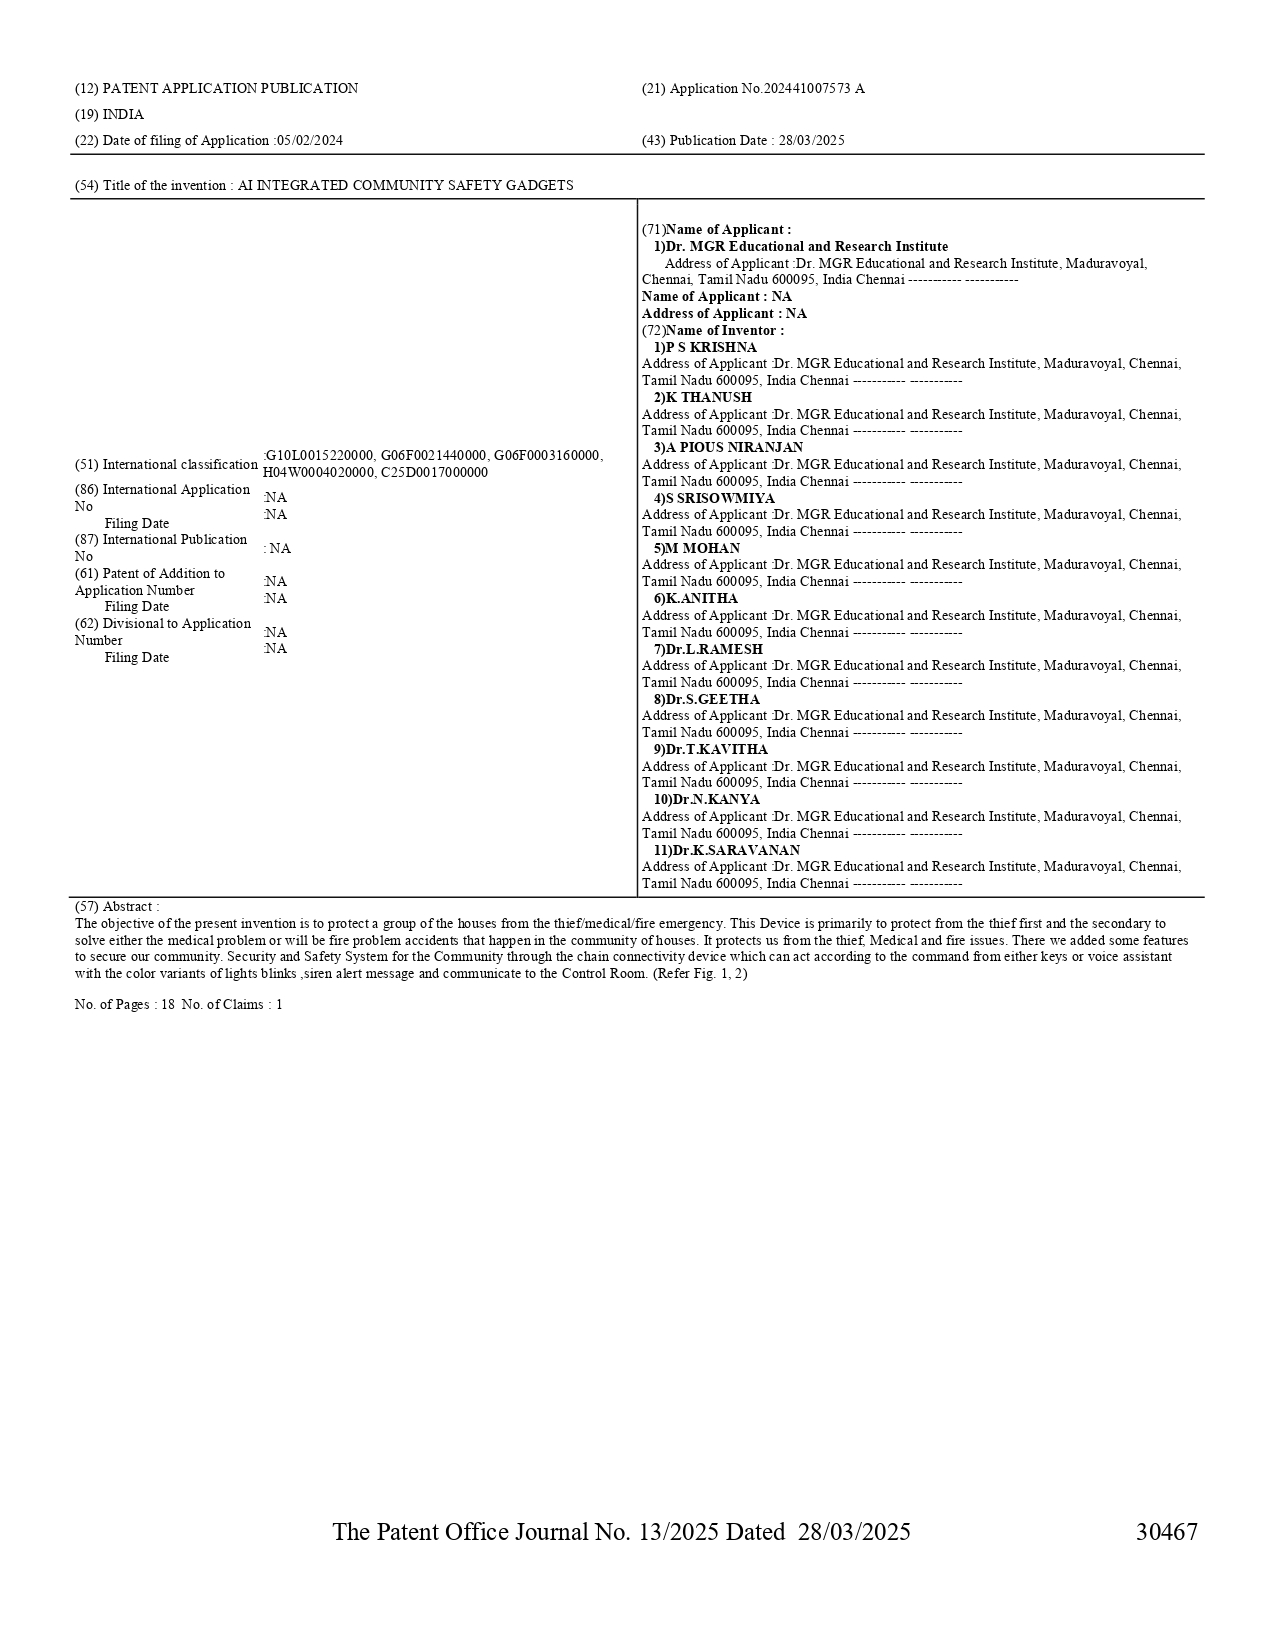 (12) PATENT APPLICATION PUBLICATION
(21) Application No.202441007573 A
(19) INDIA
(22) Date of filing of Application :05/02/2024
(43) Publication Date : 28/03/2025
(54) Title of the invention : AI INTEGRATED COMMUNITY SAFETY GADGETS
(51) International classification
:G10L0015220000, G06F0021440000, G06F0003160000,
H04W0004020000, C25D0017000000
(86) International Application
No
Filing Date
:NA
:NA
(87) International Publication
No
: NA
(61) Patent of Addition to
Application Number
Filing Date
:NA
:NA
(62) Divisional to Application
Number
Filing Date
:NA
:NA
(71)Name of Applicant :
1)Dr. MGR Educational and Research Institute
Address of Applicant :Dr. MGR Educational and Research Institute, Maduravoyal,
Chennai, Tamil Nadu 600095, India Chennai ----------- -----------
Name of Applicant : NA
Address of Applicant : NA
(72)Name of Inventor :
1)P S KRISHNA
Address of Applicant :Dr. MGR Educational and Research Institute, Maduravoyal, Chennai,
Tamil Nadu 600095, India Chennai ----------- -----------
2)K THANUSH
Address of Applicant :Dr. MGR Educational and Research Institute, Maduravoyal, Chennai,
Tamil Nadu 600095, India Chennai ----------- -----------
3)A PIOUS NIRANJAN
Address of Applicant :Dr. MGR Educational and Research Institute, Maduravoyal, Chennai,
Tamil Nadu 600095, India Chennai ----------- -----------
4)S SRISOWMIYA
Address of Applicant :Dr. MGR Educational and Research Institute, Maduravoyal, Chennai,
Tamil Nadu 600095, India Chennai ----------- -----------
5)M MOHAN
Address of Applicant :Dr. MGR Educational and Research Institute, Maduravoyal, Chennai,
Tamil Nadu 600095, India Chennai ----------- -----------
6)K.ANITHA
Address of Applicant :Dr. MGR Educational and Research Institute, Maduravoyal, Chennai,
Tamil Nadu 600095, India Chennai ----------- -----------
7)Dr.L.RAMESH
Address of Applicant :Dr. MGR Educational and Research Institute, Maduravoyal, Chennai,
Tamil Nadu 600095, India Chennai ----------- -----------
8)Dr.S.GEETHA
Address of Applicant :Dr. MGR Educational and Research Institute, Maduravoyal, Chennai,
Tamil Nadu 600095, India Chennai ----------- -----------
9)Dr.T.KAVITHA
Address of Applicant :Dr. MGR Educational and Research Institute, Maduravoyal, Chennai,
Tamil Nadu 600095, India Chennai ----------- -----------
10)Dr.N.KANYA
Address of Applicant :Dr. MGR Educational and Research Institute, Maduravoyal, Chennai,
Tamil Nadu 600095, India Chennai ----------- -----------
11)Dr.K.SARAVANAN
Address of Applicant :Dr. MGR Educational and Research Institute, Maduravoyal, Chennai,
Tamil Nadu 600095, India Chennai ----------- -----------
(57) Abstract :
The objective of the present invention is to protect a group of the houses from the thief/medical/fire emergency. This Device is primarily to protect from the thief first and the secondary to
solve either the medical problem or will be fire problem accidents that happen in the community of houses. It protects us from the thief, Medical and fire issues. There we added some features
to secure our community. Security and Safety System for the Community through the chain connectivity device which can act according to the command from either keys or voice assistant
with the color variants of lights blinks ,siren alert message and communicate to the Control Room. (Refer Fig. 1, 2)
No. of Pages : 18 No. of Claims : 1
The Patent Office Journal No. 13/2025 Dated 28/03/2025
30467